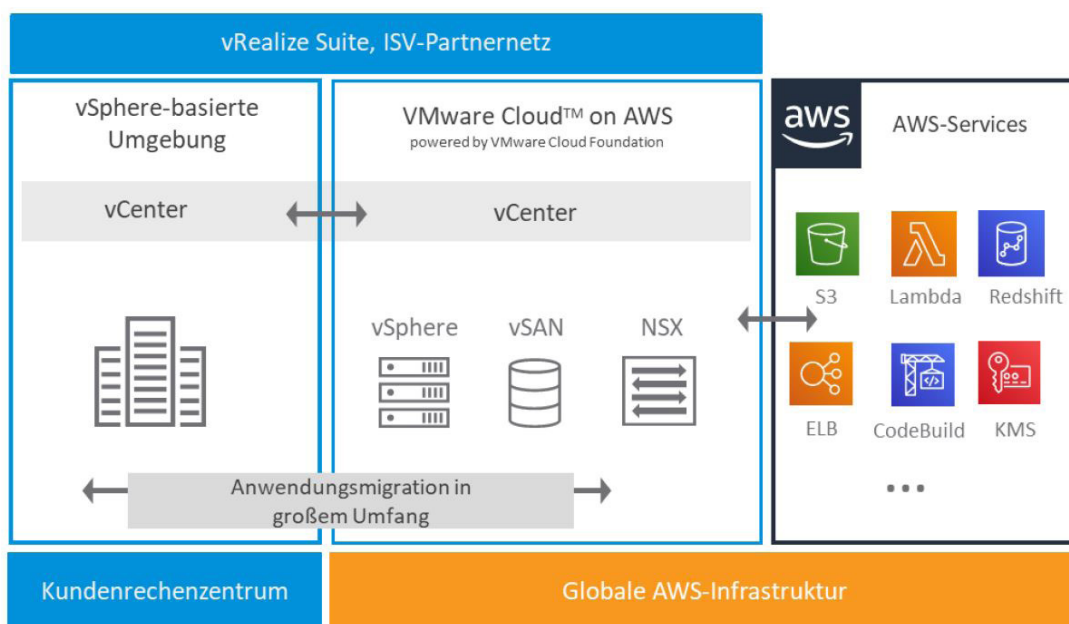 vRealize Suite, ISV-Partnernetz
vSphere-basierte
Umgebung
vCenter
VMware Cloud™ on AWS
powered by VMware Cloud Foundation
vCenter
vSphere
vSAN
NSX
Anwendungsmigration in
großem Umfang
aws
AWS-Services
S3
Lambda
Redshift
ELB
CodeBuild
KMS
...
Kundenrechenzentrum
Globale AWS-Infrastruktur